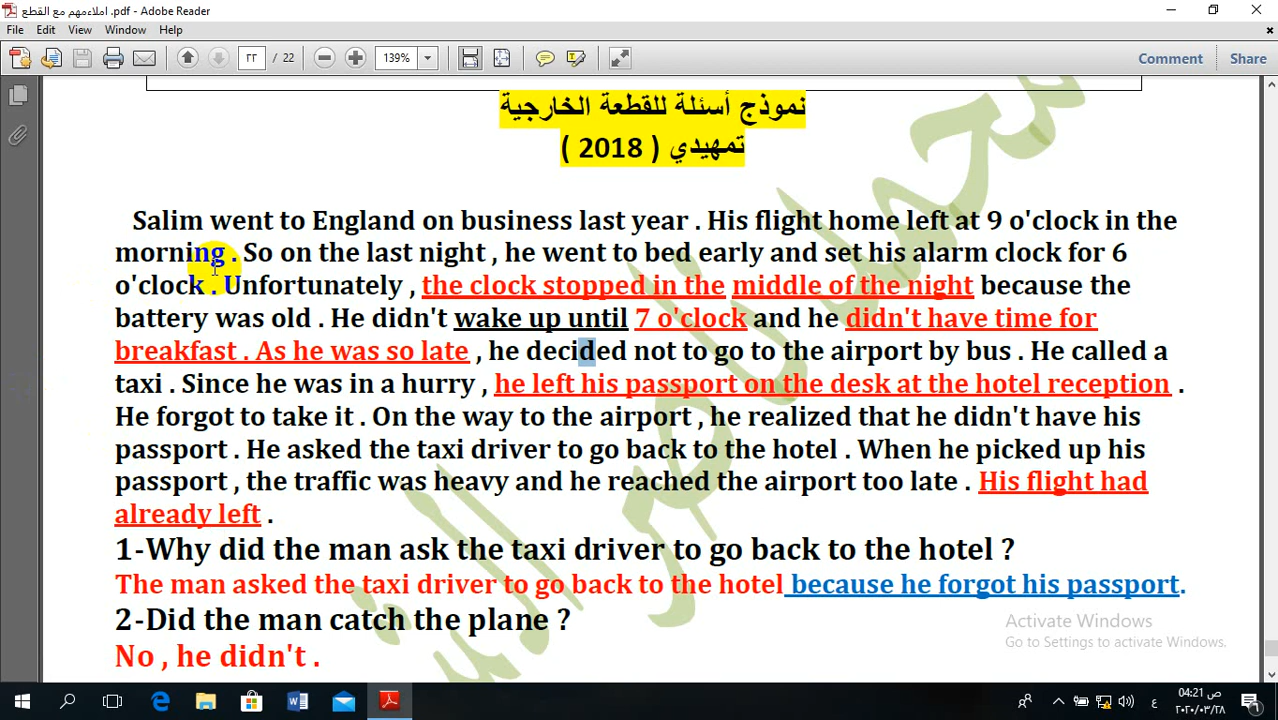 املاءمهم مع القطع .pdf - Adobe Reader
File Edit View Window Help
٢٣ / 22 139% Comment Share
نموذج أسئلة للقطعة الخارجية
تمهيدي ( 2018 )
Salim went to England on business last year . His flight home left at 9 o'clock in the
morning . So on the last night , he went to bed early and set his alarm clock for 6
o'clock . Unfortunately , the clock stopped in the middle of the night because the
battery was old . He didn't wake up until 7 o'clock and he didn't have time for
breakfast . As he was so late , he decided not to go to the airport by bus . He called a
taxi . Since he was in a hurry , he left his passport on the desk at the hotel reception .
He forgot to take it . On the way to the airport , he realized that he didn't have his
passport . He asked the taxi driver to go back to the hotel . When he picked up his
passport , the traffic was heavy and he reached the airport too late . His flight had
already left .
1-Why did the man ask the taxi driver to go back to the hotel ?
The man asked the taxi driver to go back to the hotel because he forgot his passport.
2-Did the man catch the plane ?
No , he didn't .
Activate Windows
Go to Settings to activate Windows.
ع
04:21 ص
٢٠٢٠/٠٣/٢٨